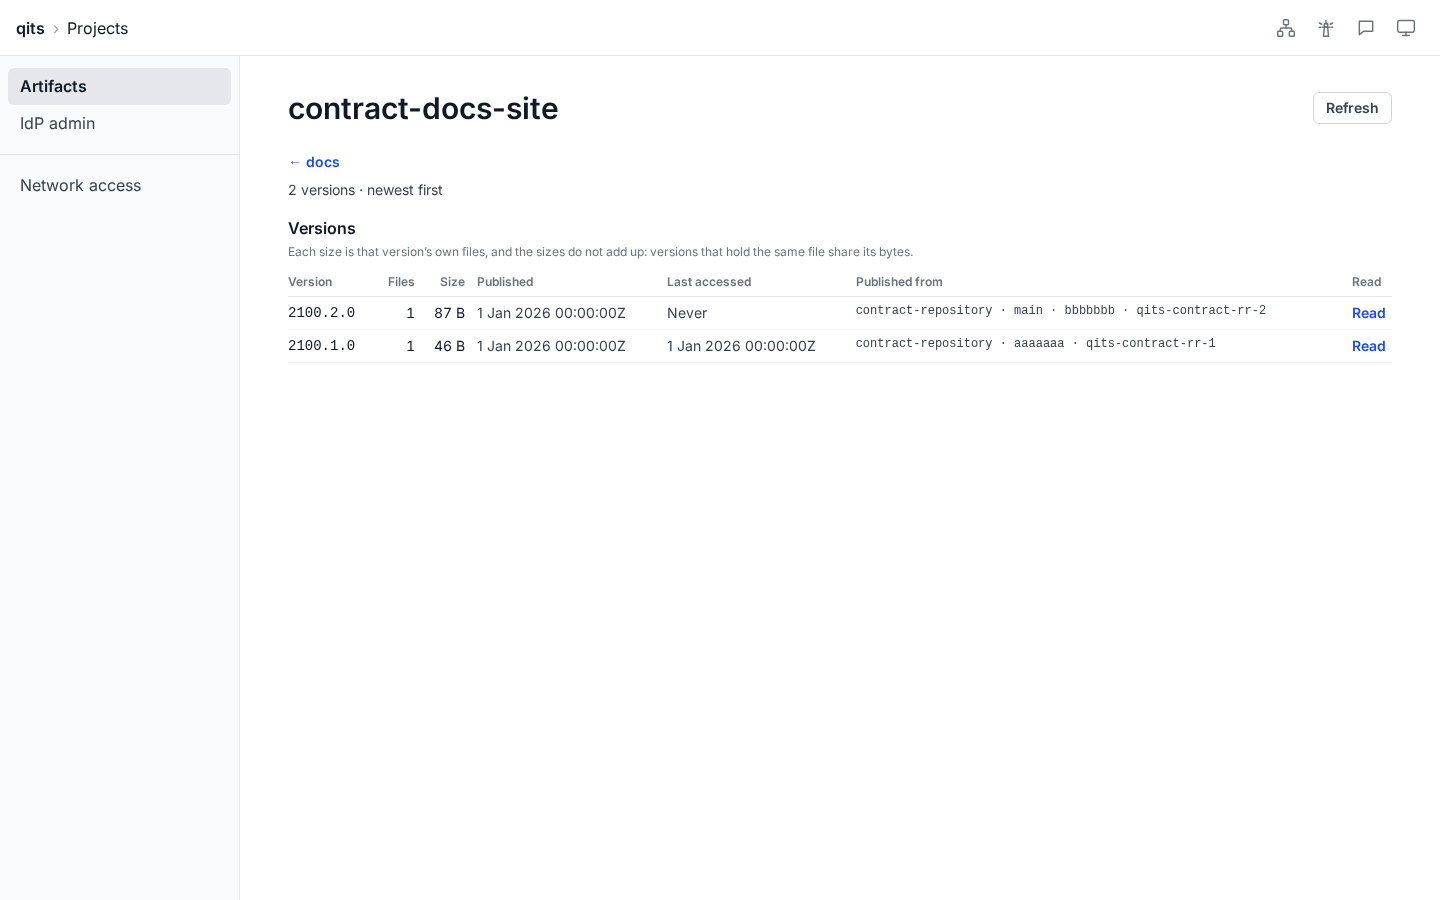 qits › Projects
Artifacts
IdP admin
Network access
contract-docs-site
Refresh
← docs
2 versions · newest first
Versions
Each size is that version’s own files, and the sizes do not add up: versions that hold the same file share its bytes.
Version Files Size Published Last accessed Published from Read
2100.2.0 1 87 B 1 Jan 2026 00:00:00Z Never contract-repository · main · bbbbbbb · qits-contract-rr-2 Read
2100.1.0 1 46 B 1 Jan 2026 00:00:00Z 1 Jan 2026 00:00:00Z contract-repository · aaaaaaa · qits-contract-rr-1 Read